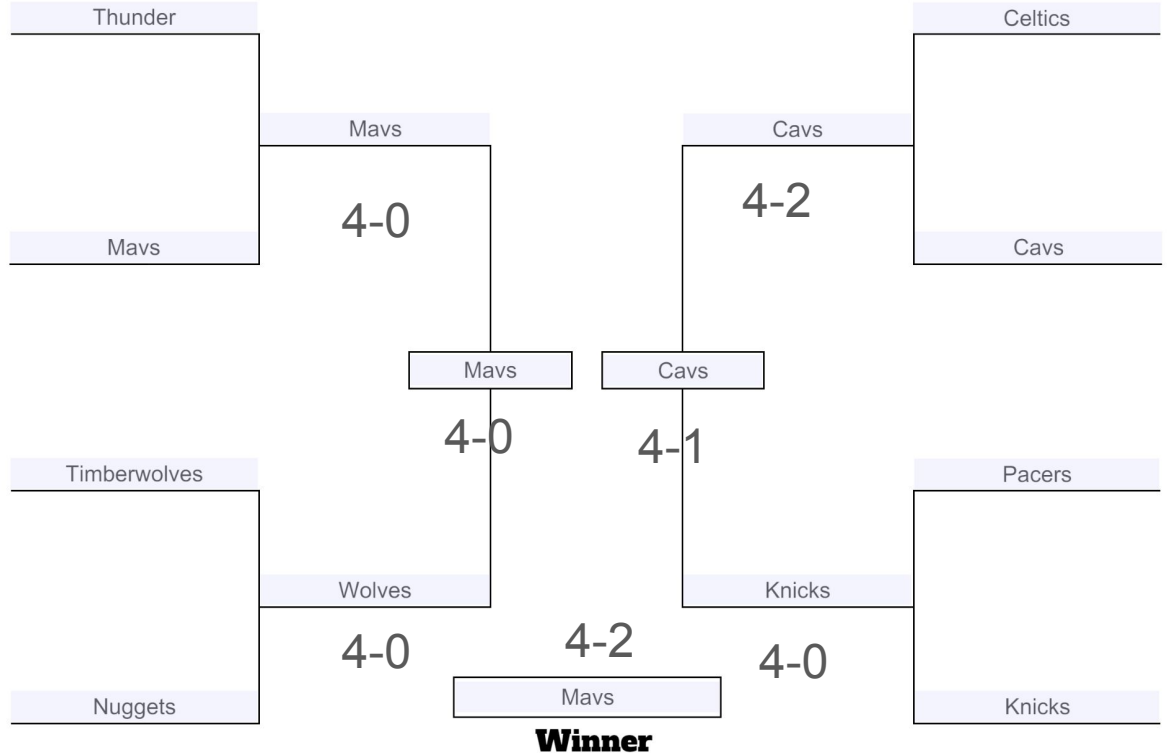 Thunder
Celtics
Mavs
Cavs
4-0
4-2
Mavs
Cavs
Mavs
Cavs
4-0
4-1
Timberwolves
Pacers
Wolves
Knicks
4-0
4-2
4-0
Nuggets
Mavs
Knicks
Winner